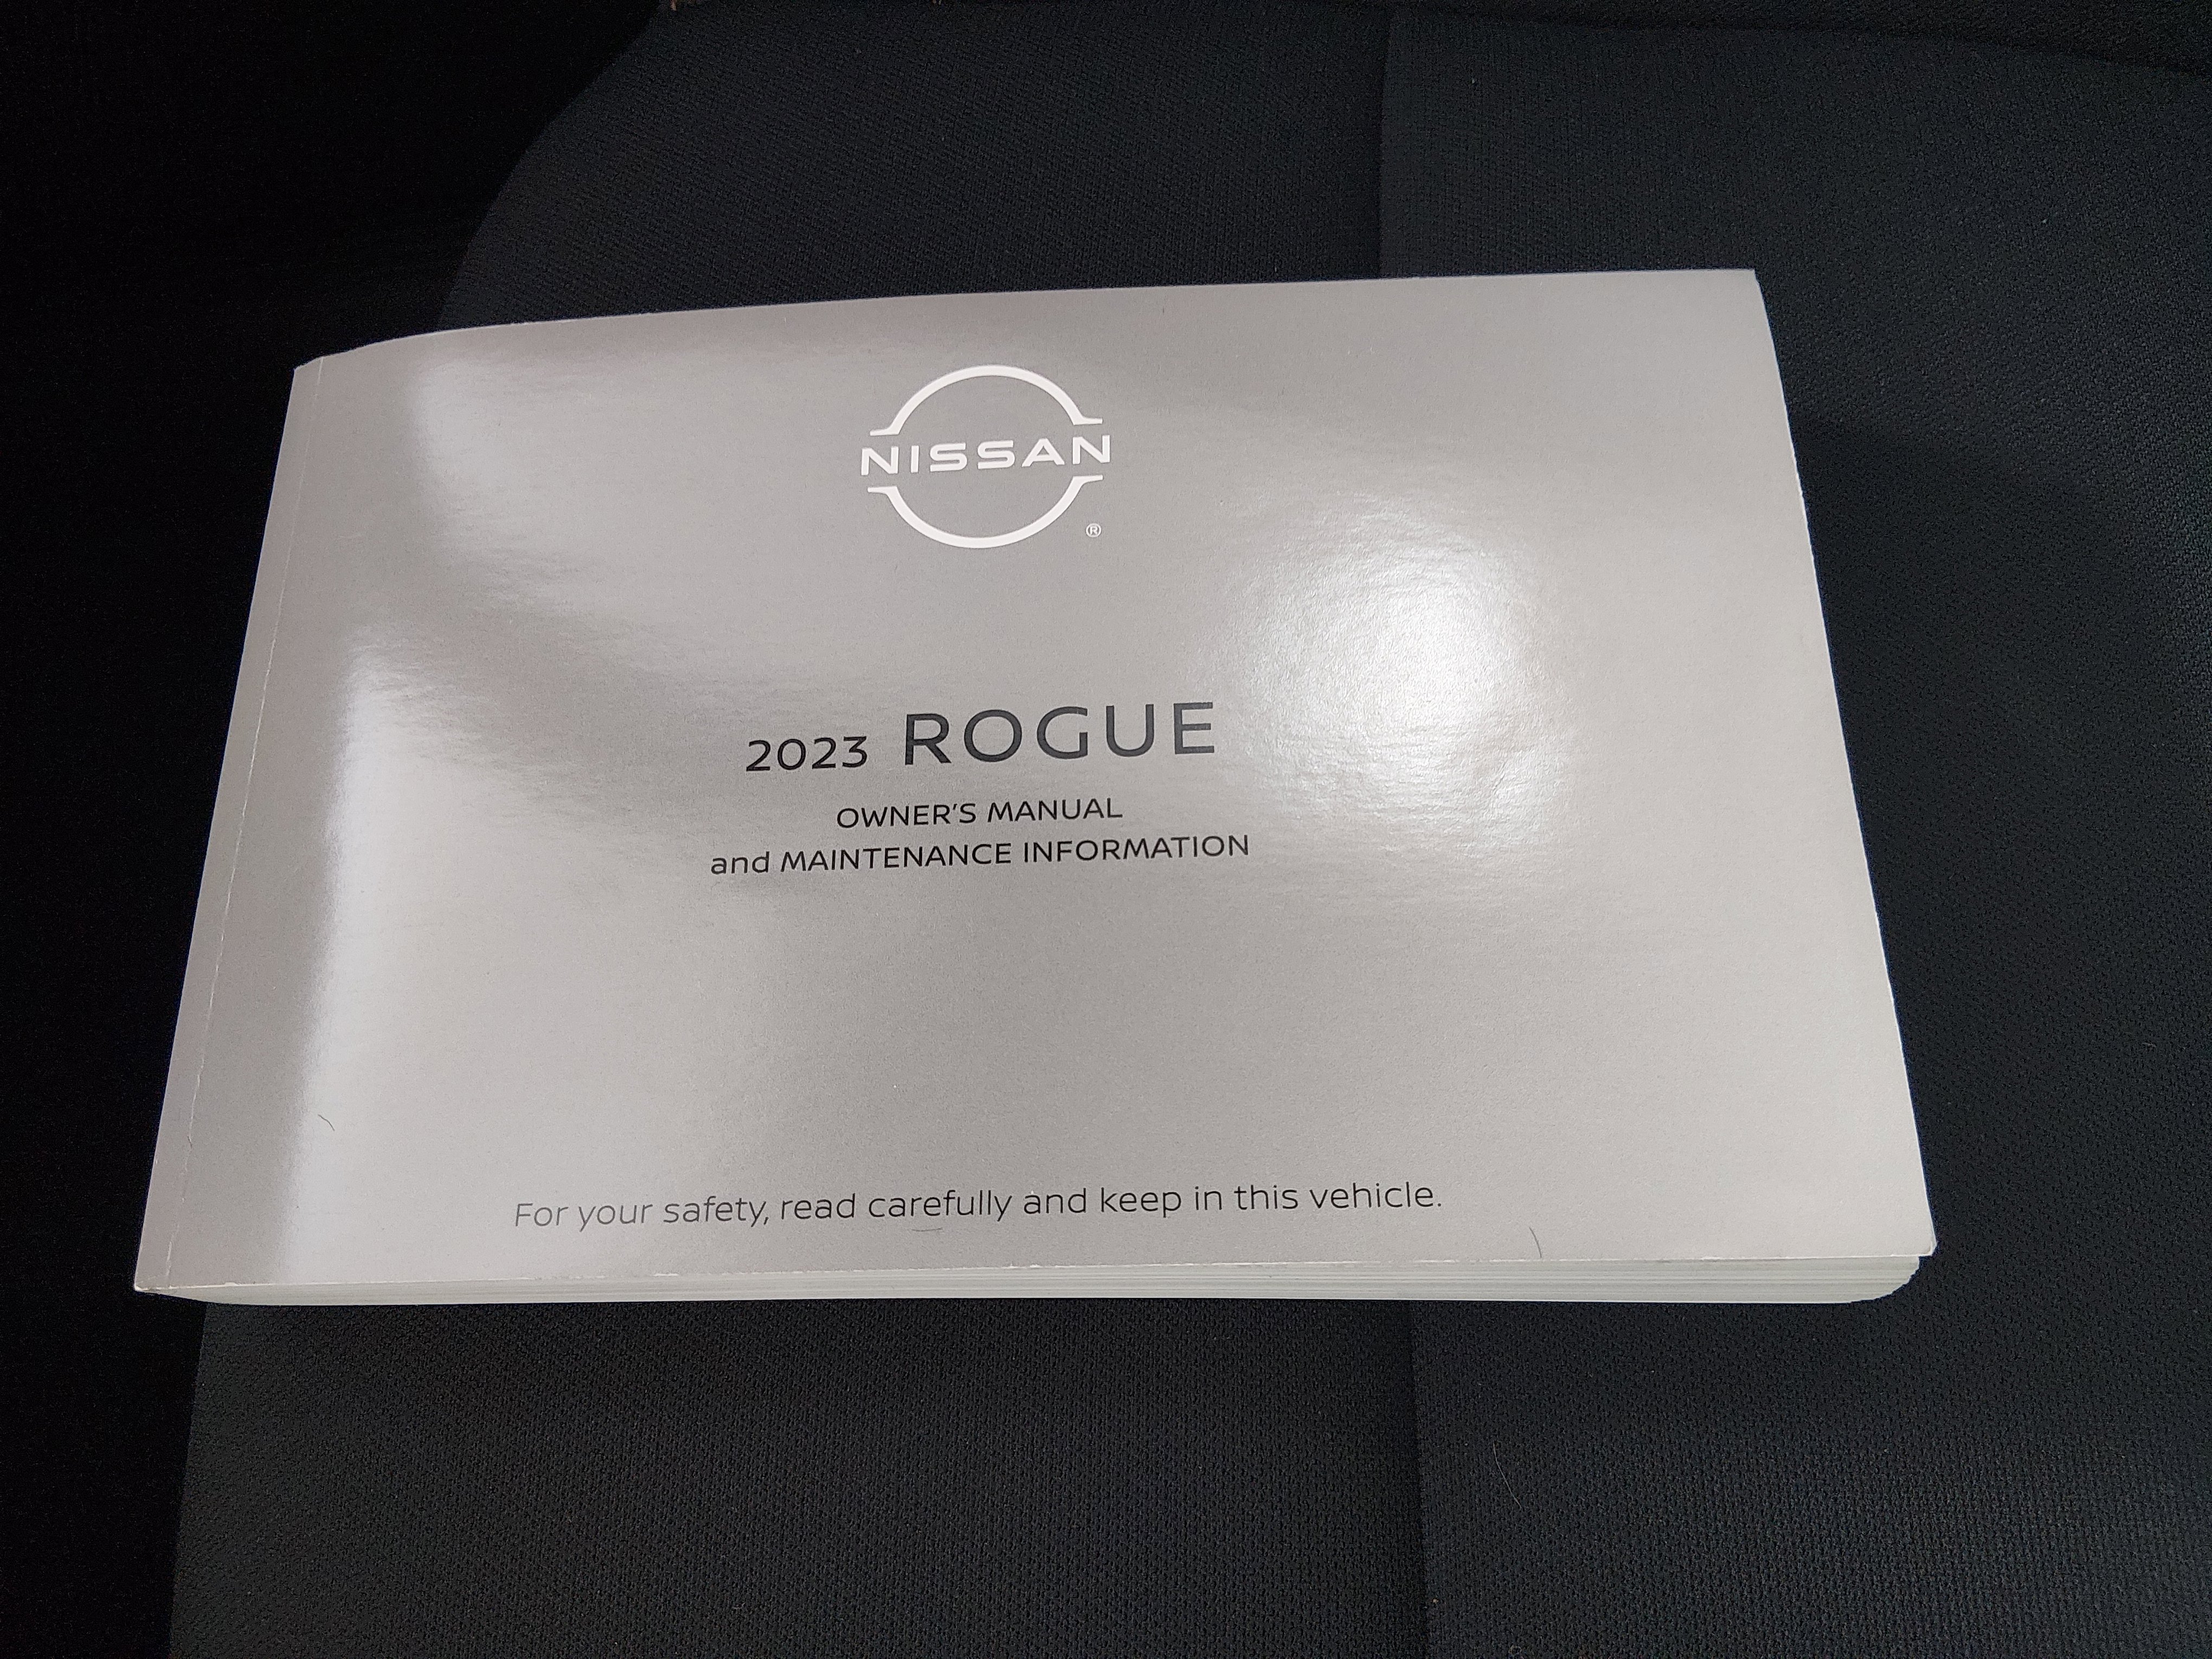 NISSAN
®
2023 ROGUE
OWNER'S MANUAL
and MAINTENANCE INFORMATION
For your safety, read carefully and keep in this vehicle.